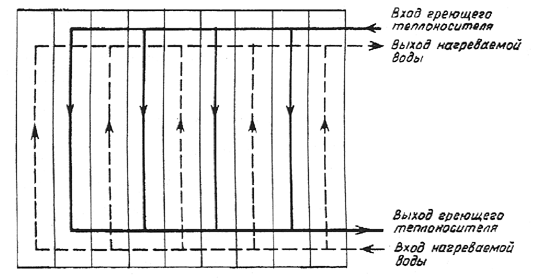 Вход греющего
теплоносителя
Выход нагреваемой
воды
Выход греющего
теплоносителя
Вход нагреваемой
воды